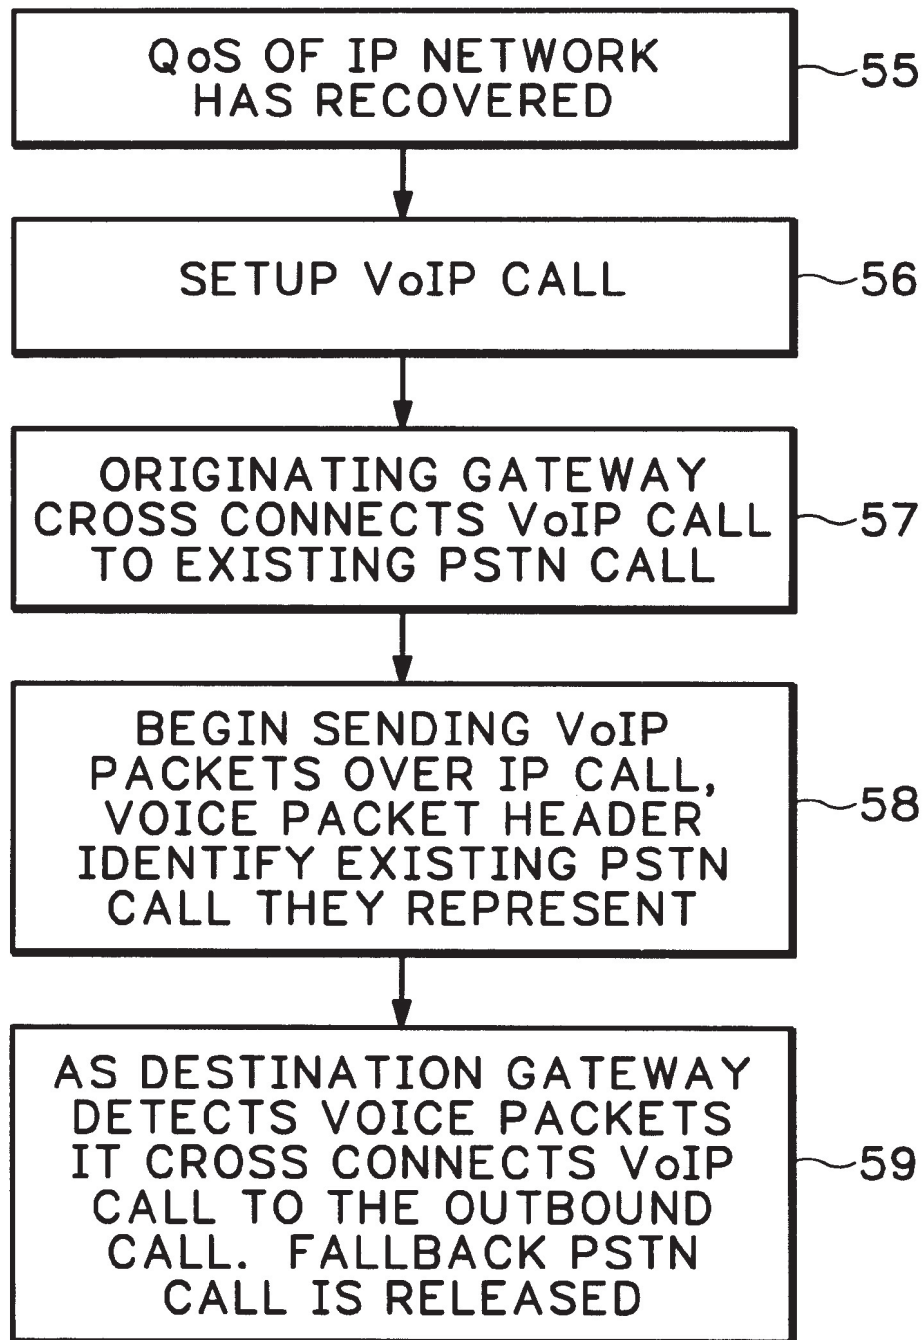 QoS OF IP NETWORK
HAS RECOVERED
55
SETUP VoIP CALL
56
ORIGINATING GATEWAY
CROSS CONNECTS VoIP CALL
TO EXISTING PSTN CALL
57
BEGIN SENDING VoIP
PACKETS OVER IP CALL,
VOICE PACKET HEADER
IDENTIFY EXISTING PSTN
CALL THEY REPRESENT
58
AS DESTINATION GATEWAY
DETECTS VOICE PACKETS
IT CROSS CONNECTS VoIP
CALL TO THE OUTBOUND
CALL. FALLBACK PSTN
CALL IS RELEASED
59